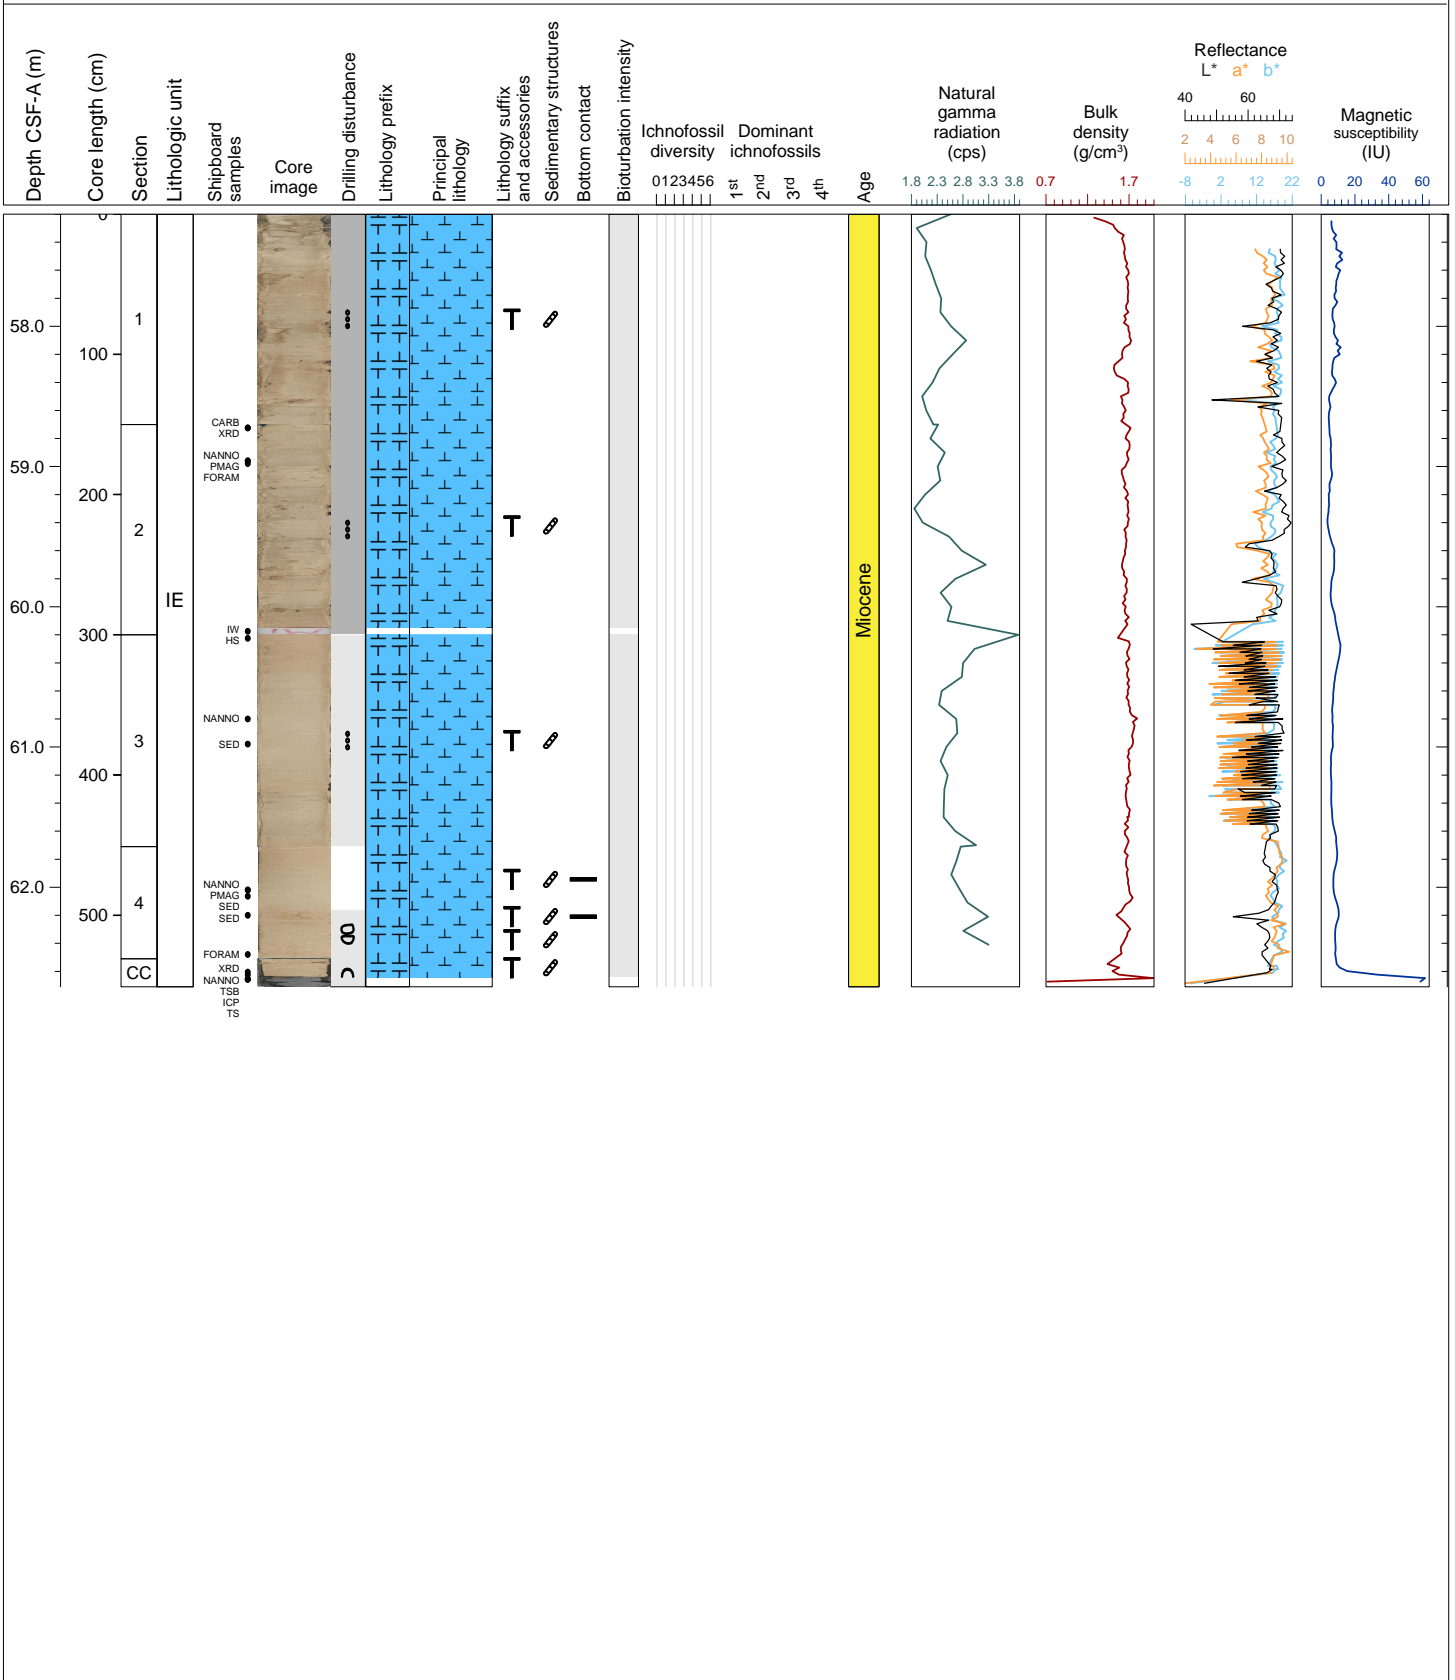 Depth CSF-A (m)
Core length (cm)
Section
Lithologic unit
Shipboard
samples
Core
image
Drilling disturbance
Lithology prefix
Principal
lithology
Lithology suffix
and accessories
Sedimentary structures
Bottom contact
Bioturbation intensity
Ichnofossil
diversity
0123456
Dominant
ichnofossils
1st
2nd
3rd
4th
Age
Natural
gamma
radiation
(cps)
1.8 2.3 2.8 3.3 3.8
Bulk
density
(g/cm³)
0.7 1.7
Reflectance
L* a* b*
40 60
2 4 6 8 10
-8 2 12 22
Magnetic
susceptibility
(IU)
0 20 40 60
0
58.0
100
59.0
200
60.0
300
61.0
400
62.0
500
1
2
3
4
CC
IE
CARB
XRD
NANNO
PMAG
FORAM
IW
HS
NANNO
SED
NANNO
PMAG
SED
SED
FORAM
XRD
NANNO
TSB
ICP
TS
T
T
T
T
T
T
T
Miocene